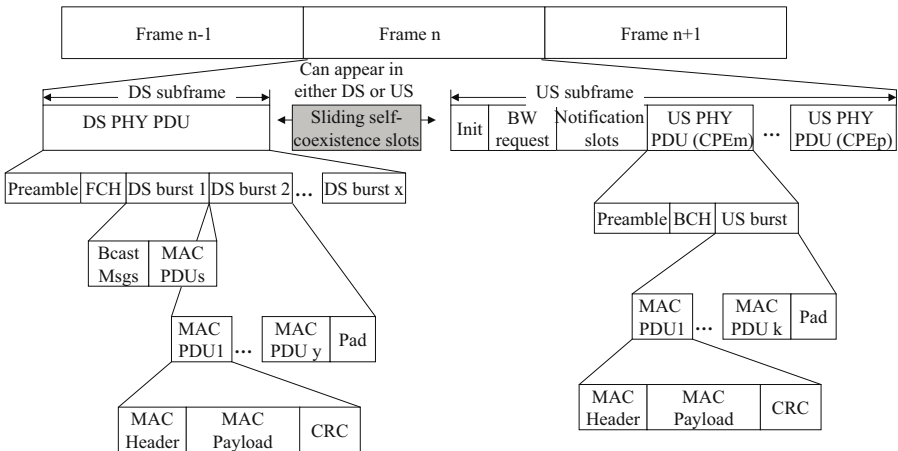 Frame n-1 Frame n Frame n+1
Can appear in
either DS or US
DS subframe
US subframe
DS PHY PDU
Sliding self-
coexistence slots
Init
BW
request
Notification
slots
US PHY
PDU (CPEm)
...
US PHY
PDU (CPEp)
Preamble FCH DS burst 1 DS burst 2 ... DS burst x
Preamble BCH US burst
Bcast
Msgs
MAC
PDUs
MAC
PDU1
...
MAC
PDU y
Pad
MAC
PDU1
...
MAC
PDU k
Pad
MAC
Header
MAC
Payload
CRC
MAC
Header
MAC
Payload
CRC